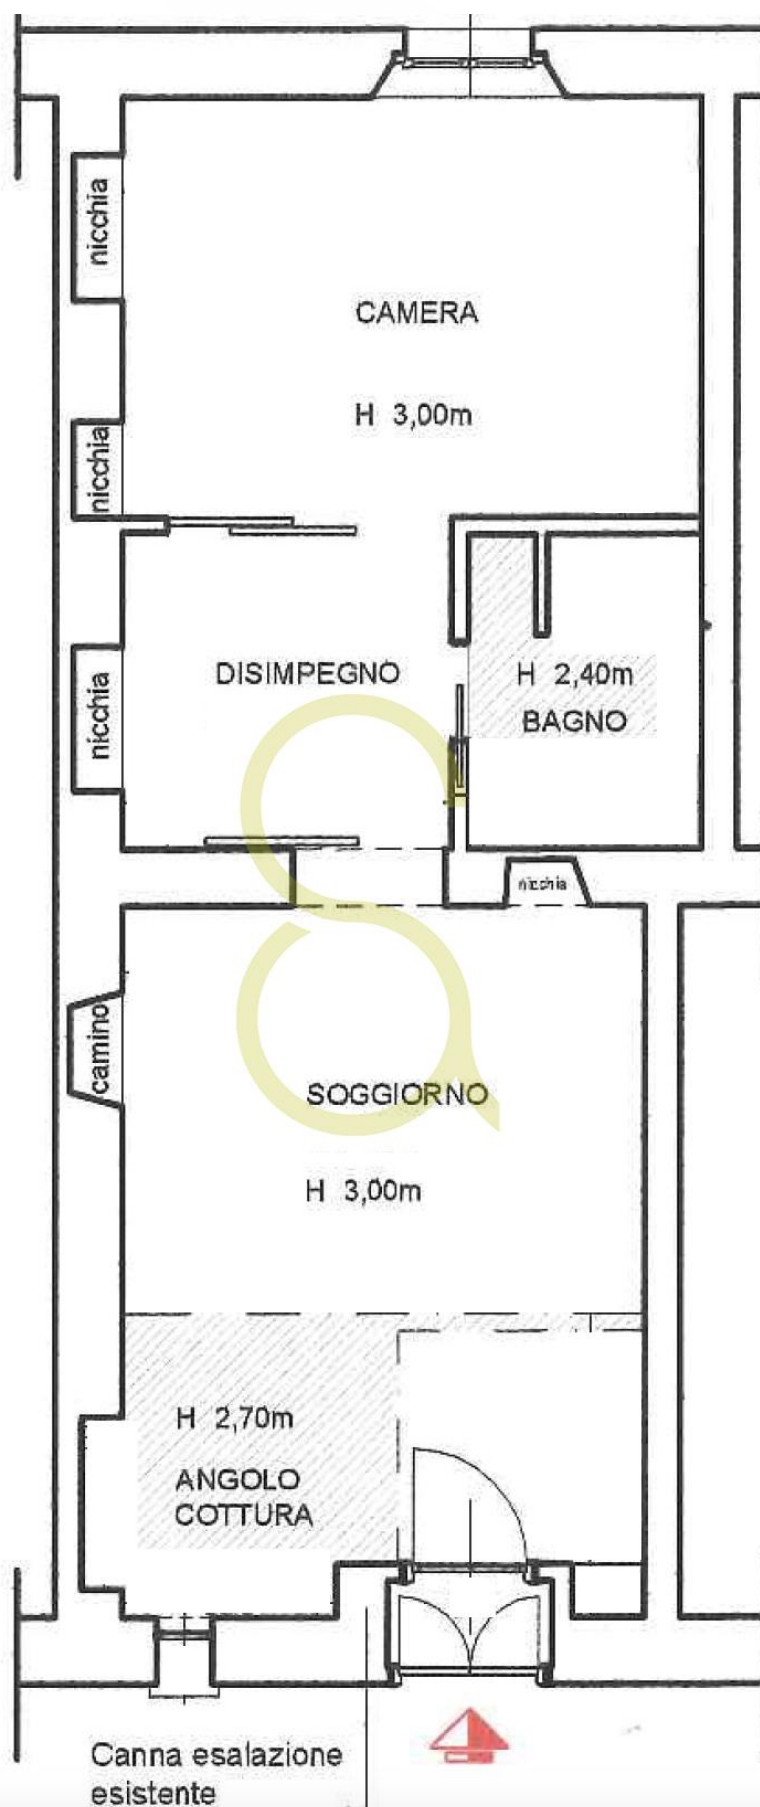 nicchia
CAMERA
H 3,00m
nicchia
DISIMPEGNO
nicchia
H 2,40m
BAGNO
nicchia
camino
SOGGIORNO
H 3,00m
H 2,70m
ANGOLO
COTTURA
Canna esalazione
esistente